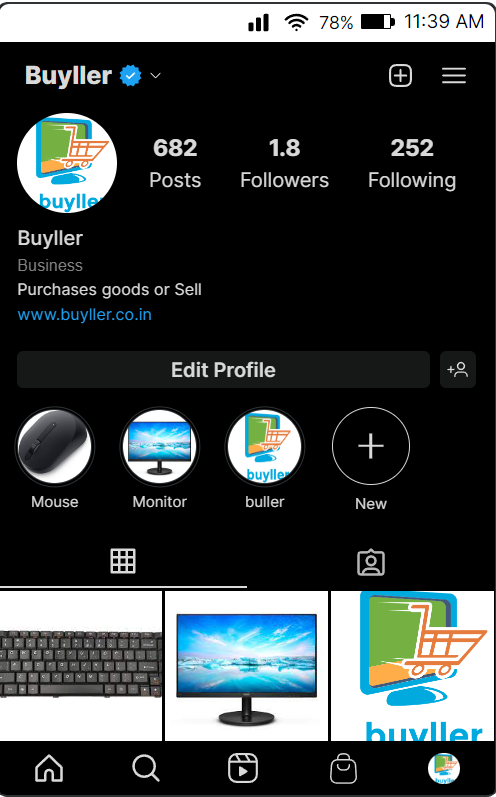 78% 11:39 AM
Buyller
buyller
682 1.8 252
Posts Followers Following
Buyller
Business
Purchases goods or Sell
www.buyller.co.in
Edit Profile
buyller
Mouse Monitor buller New
buyller
buyller